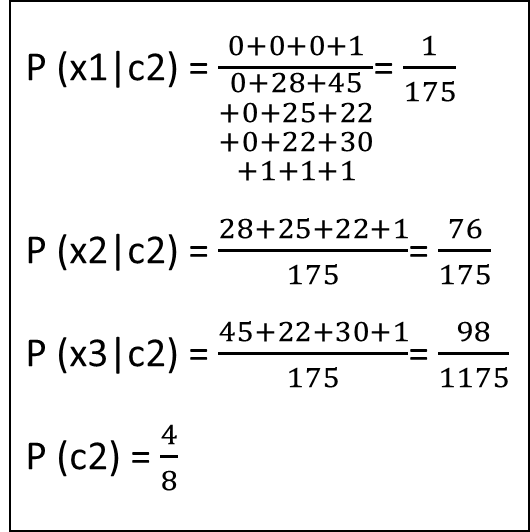 P (x1|c2) = 0+0+0+1 / 0+28+45 +0+25+22 +0+22+30 +1+1+1 = 1 / 175
P (x2|c2) = 28+25+22+1 / 175 = 76 / 175
P (x3|c2) = 45+22+30+1 / 175 = 98 / 1175
P (c2) = 4 / 8